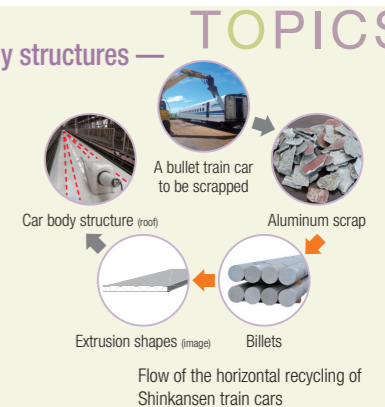 TOPICS
y structures —
A bullet train car
to be scrapped
Car body structure (roof)
Aluminum scrap
Extrusion shapes (image)
Billets
Flow of the horizontal recycling of
Shinkansen train cars